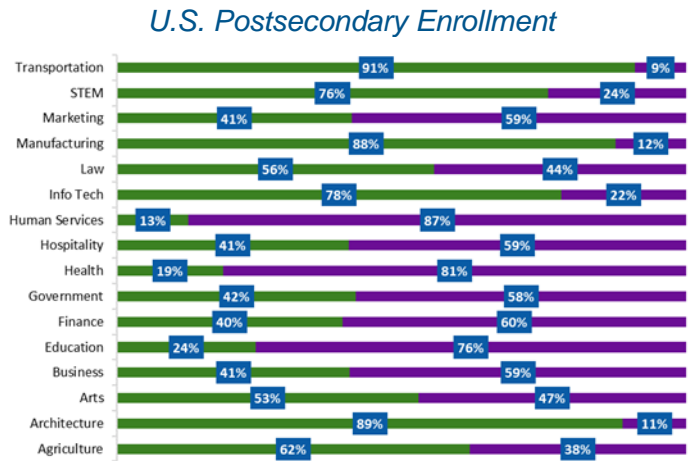 U.S. Postsecondary Enrollment
Transportation 91% 9%
STEM 76% 24%
Marketing 41% 59%
Manufacturing 88% 12%
Law 56% 44%
Info Tech 78% 22%
Human Services 13% 87%
Hospitality 41% 59%
Health 19% 81%
Government 42% 58%
Finance 40% 60%
Education 24% 76%
Business 41% 59%
Arts 53% 47%
Architecture 89% 11%
Agriculture 62% 38%